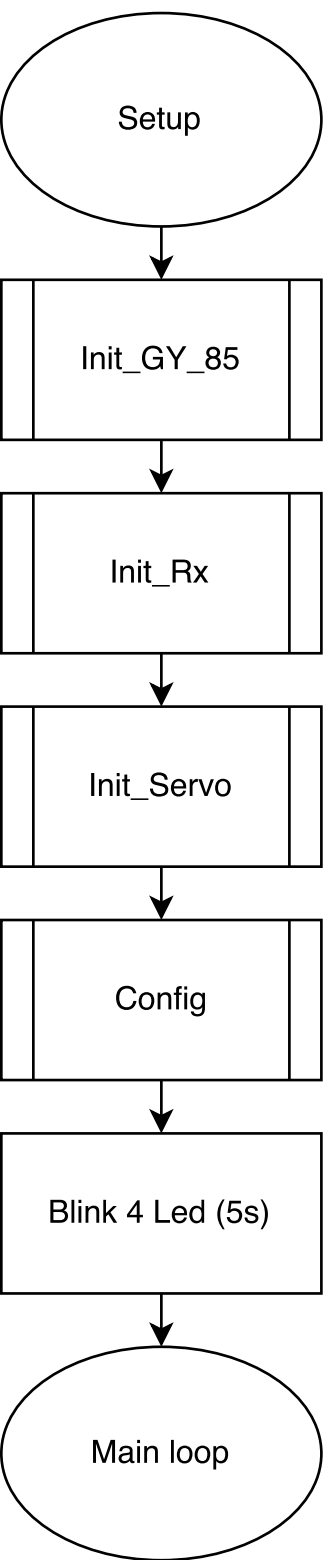 Setup
Init_GY_85
Init_Rx
Init_Servo
Config
Blink 4 Led (5s)
Main loop